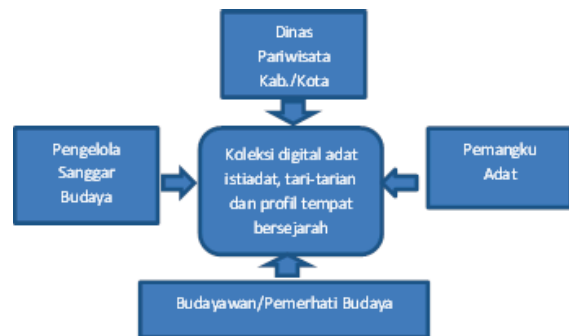 Dinas
Pariwisata
Kab./Kota
Pengelola
Sanggar
Budaya
Koleksi digital adat
istiadat, tari-tarian
dan profil tempat
bersejarah
Pemangku
Adat
Budayawan/Pemerhati Budaya